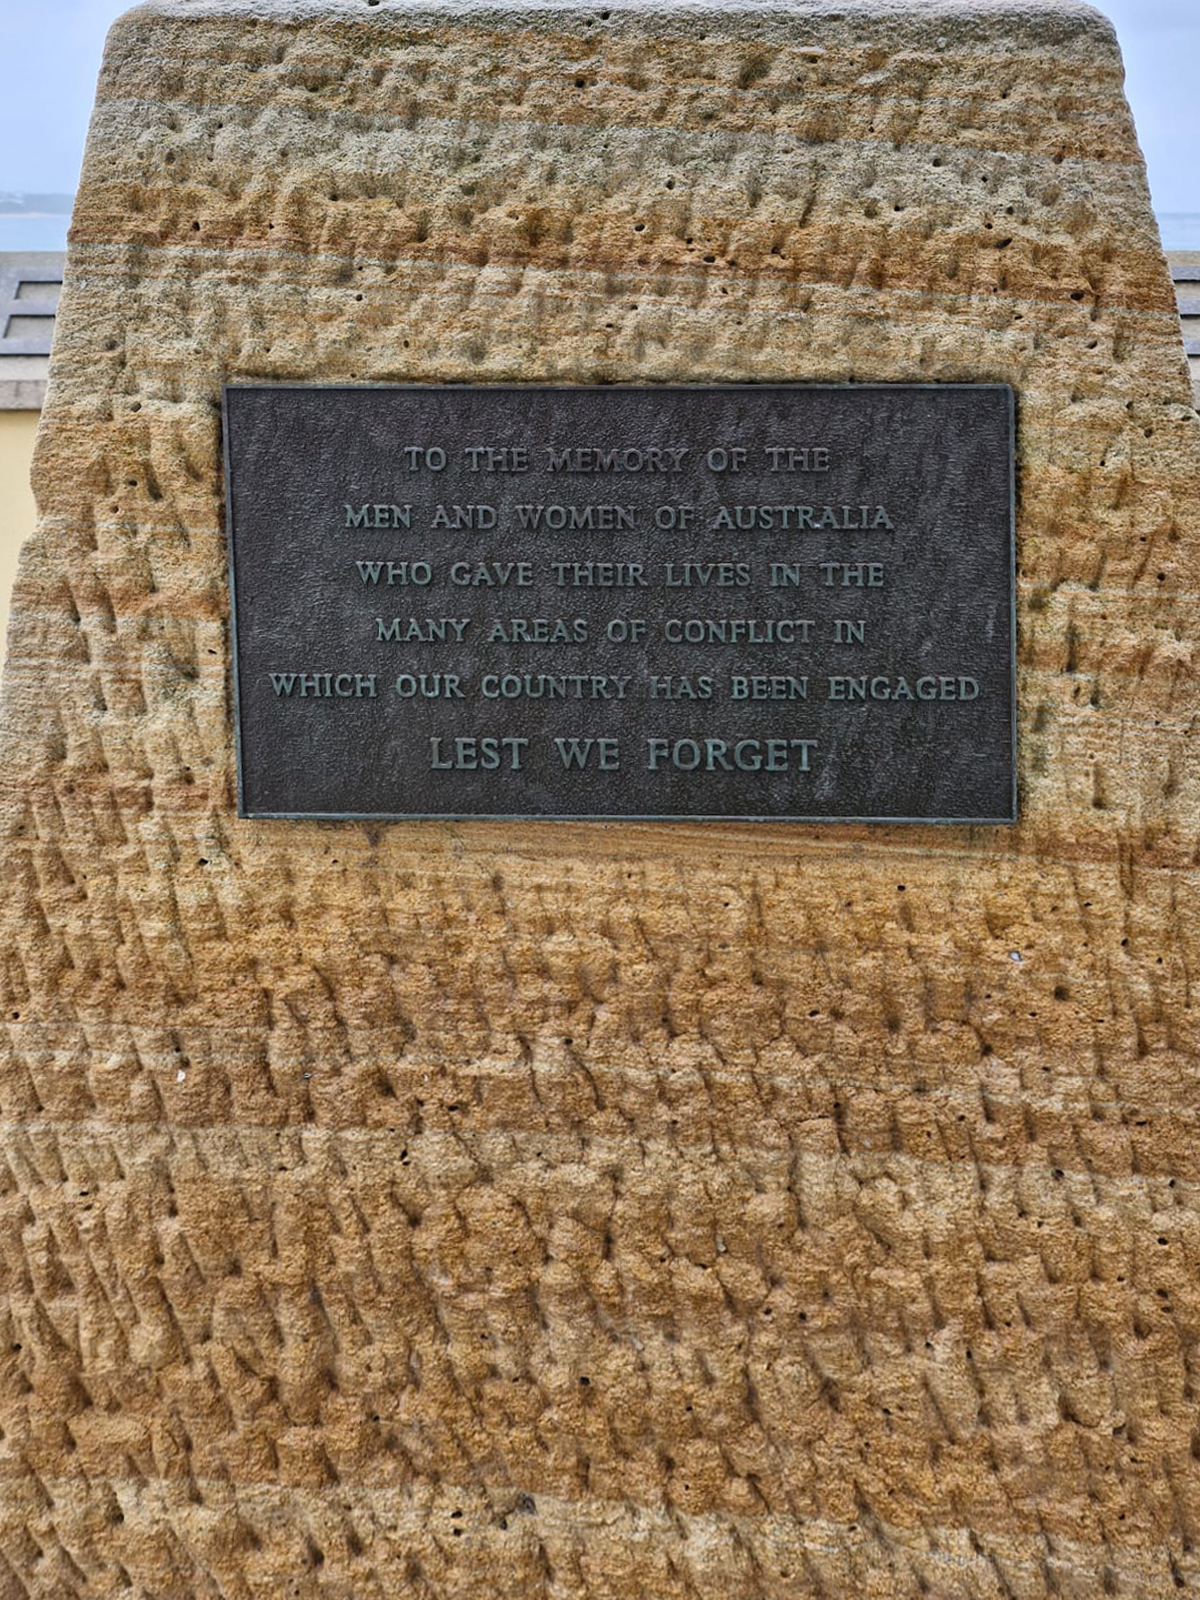 TO THE MEMORY OF THE
MEN AND WOMEN OF AUSTRALIA
WHO GAVE THEIR LIVES IN THE
MANY AREAS OF CONFLICT IN
WHICH OUR COUNTRY HAS BEEN ENGAGED
LEST WE FORGET